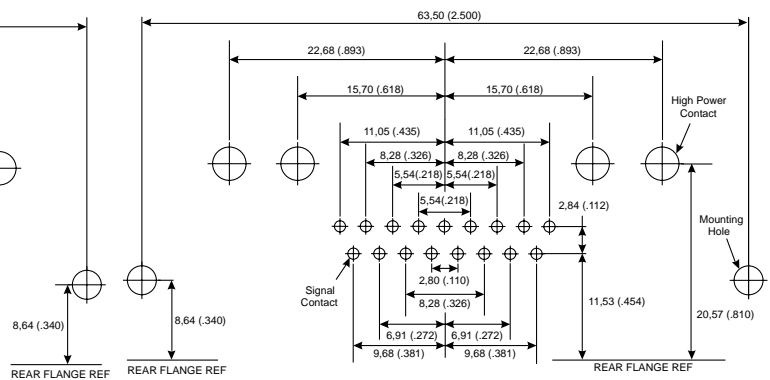 63,50 (2.500)
22,68 (.893)
22,68 (.893)
15,70 (.618)
15,70 (.618)
High Power
Contact
11,05 (.435)
11,05 (.435)
8,28 (.326)
8,28 (.326)
5,54(.218)
5,54(.218)
5,54(.218)
2,84 (.112)
Mounting
Hole
2,80 (.110)
Signal
Contact
8,28 (.326)
11,53 (.454)
20,57 (.810)
8,64 (.340)
8,64 (.340)
6,91 (.272)
6,91 (.272)
9,68 (.381)
9,68 (.381)
REAR FLANGE REF
REAR FLANGE REF
REAR FLANGE REF